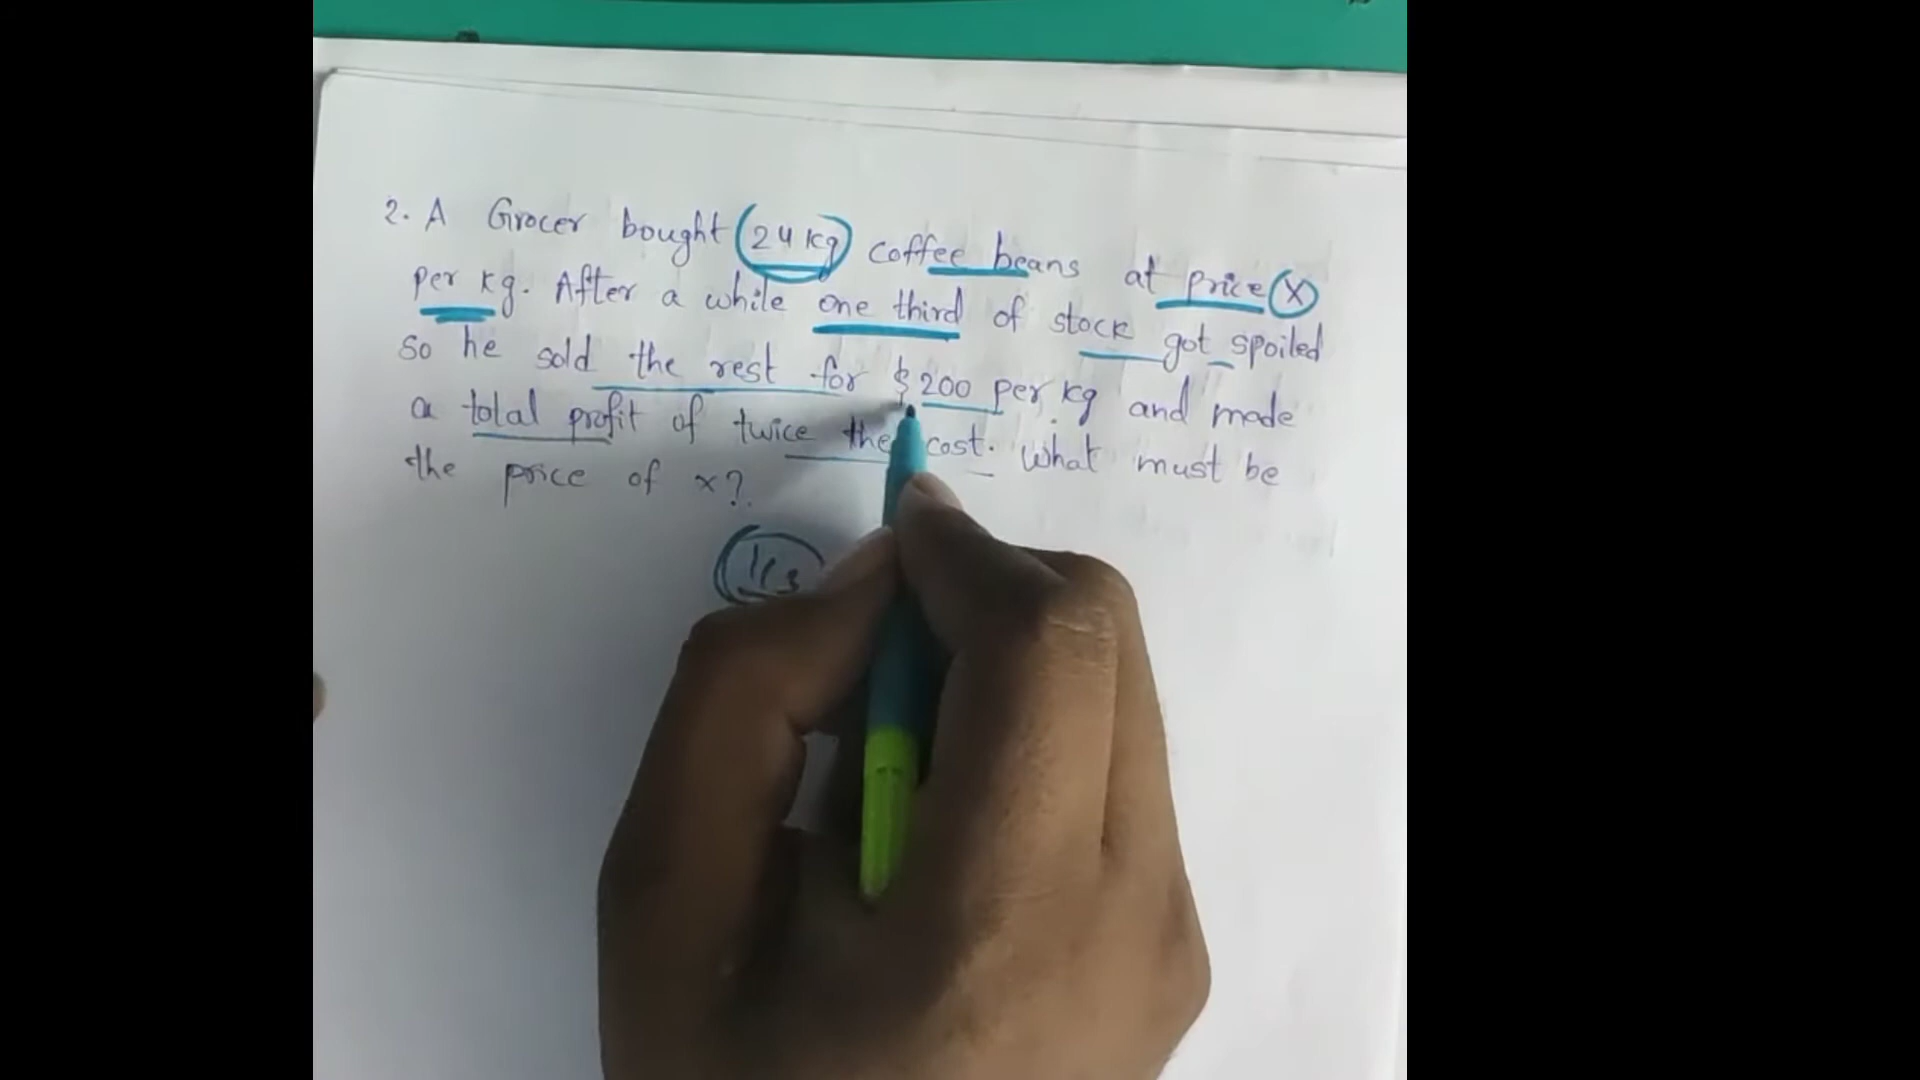 2. A Grocer bought 24 kg coffee beans at price x
per kg. After a while one third of stock got spoiled
so he sold the rest for $200 per kg and made
a total profit of twice the cost. What must be
the price of x?